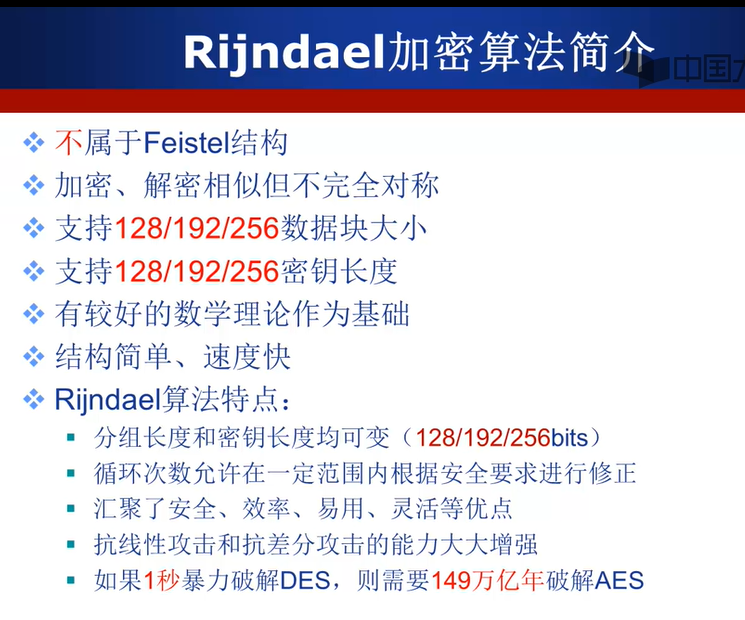 Rijndael加密算法简介
中国大
不属于Feistel结构
加密、解密相似但不完全对称
支持128/192/256数据块大小
支持128/192/256密钥长度
有较好的数学理论作为基础
结构简单、速度快
Rijndael算法特点：
分组长度和密钥长度均可变（128/192/256bits）
循环次数允许在一定范围内根据安全要求进行修正
汇聚了安全、效率、易用、灵活等优点
抗线性攻击和抗差分攻击的能力大大增强
如果1秒暴力破解DES，则需要149万亿年破解AES